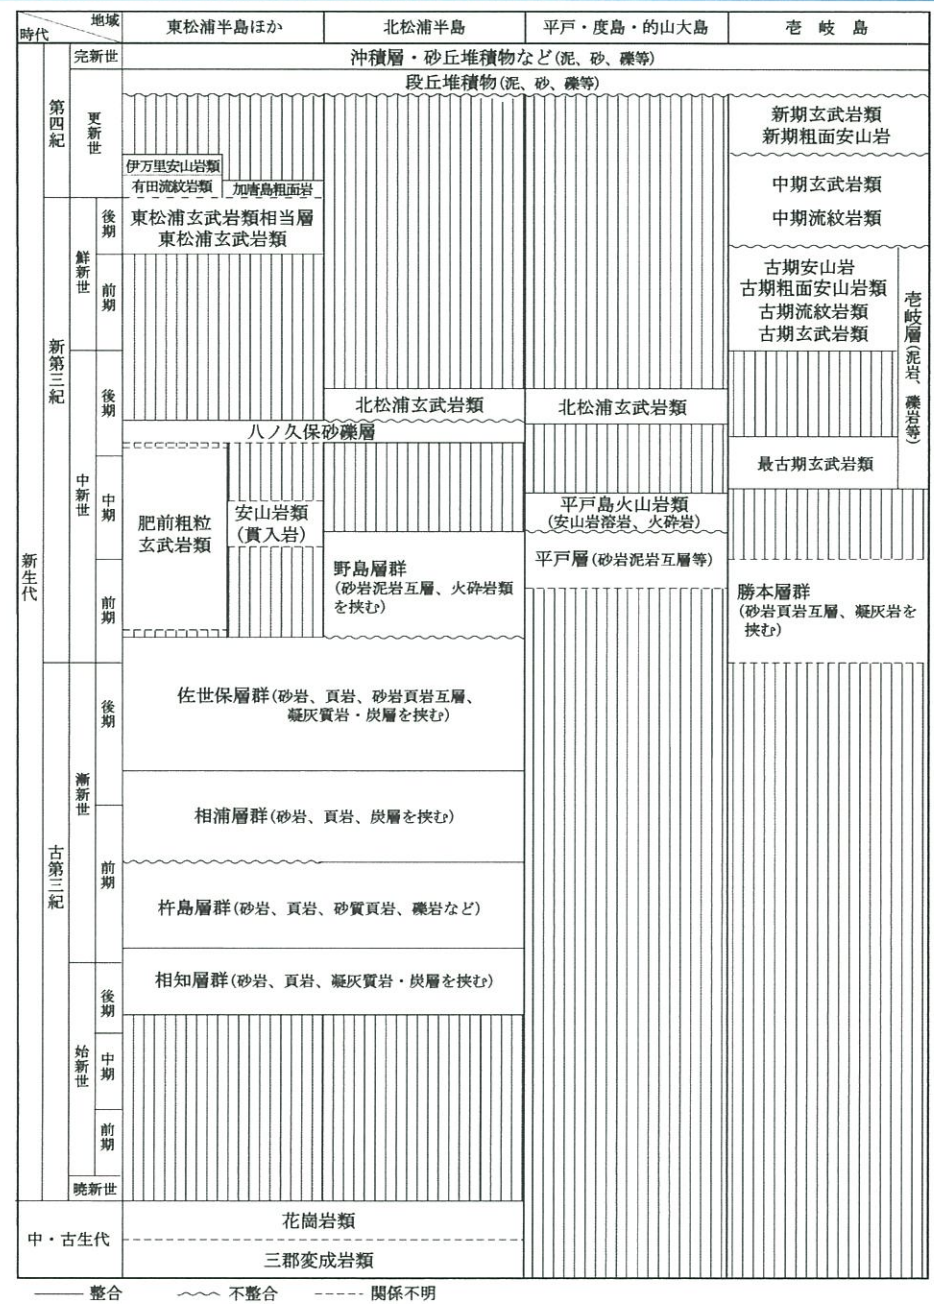 地域
時代
東松浦半島ほか
北松浦半島
平戸・度島・的山大島
壱岐島
新生代
第四紀
完新世
沖積層・砂丘堆積物など(泥、砂、礫等)
更新世
段丘堆積物(泥、砂、礫等)
伊万里安山岩類
有田流紋岩類
加唐島粗面岩
新期玄武岩類
新期粗面安山岩
中期玄武岩類
中期流紋岩類
新第三紀
鮮新世
後期
東松浦玄武岩類相当層
東松浦玄武岩類
前期
古期安山岩
古期粗面安山岩類
古期流紋岩類
古期玄武岩類
壱岐層(泥岩、礫岩等)
中新世
後期
北松浦玄武岩類
北松浦玄武岩類
八ノ久保砂礫層
最古期玄武岩類
中期
肥前粗粒
玄武岩類
安山岩類
(貫入岩)
平戸島火山岩類
(安山岩溶岩、火砕岩)
前期
野島層群
(砂岩泥岩互層、火砕岩類
を挟む)
平戸層(砂岩泥岩互層等)
勝本層群
(砂岩頁岩互層、凝灰岩を
挟む)
古第三紀
漸新世
後期
佐世保層群(砂岩、頁岩、砂岩頁岩互層、
凝灰質岩・炭層を挟む)
相浦層群(砂岩、頁岩、炭層を挟む)
前期
杵島層群(砂岩、頁岩、砂質頁岩、礫岩など)
始新世
後期
相知層群(砂岩、頁岩、凝灰質岩・炭層を挟む)
中期
前期
暁新世
中・古生代
花崗岩類
三郡変成岩類
整合
不整合
関係不明